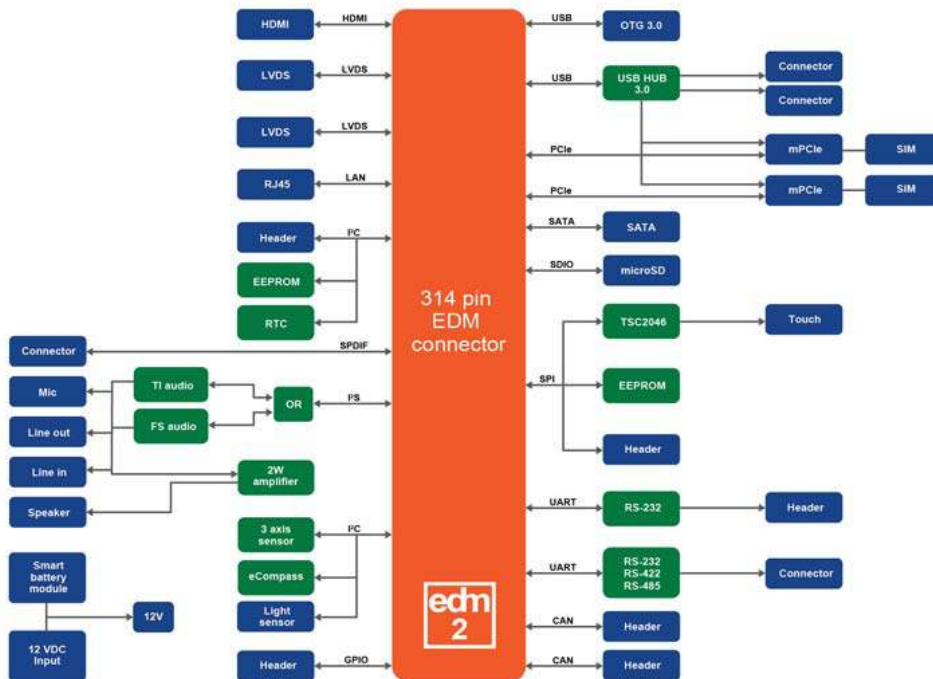 HDMI
HDMI
LVDS
LVDS
LVDS
LVDS
RJ45
LAN
Header
I²C
EEPROM
RTC
Connector
SPDIF
Mic
TI audio
Line out
FS audio
OR
I²S
Line in
2W
amplifier
Speaker
3 axis
sensor
I²C
eCompass
Light
sensor
Smart
battery
module
12V
12 VDC
Input
Header
GPIO
314 pin
EDM
connector
edm
2
USB
OTG 3.0
USB
USB HUB
3.0
Connector
Connector
PCIe
mPCIe
SIM
PCIe
mPCIe
SIM
SATA
SATA
SDIO
microSD
SPI
TSC2046
Touch
EEPROM
Header
UART
RS-232
Header
UART
RS-232
RS-422
RS-485
Connector
CAN
Header
CAN
Header